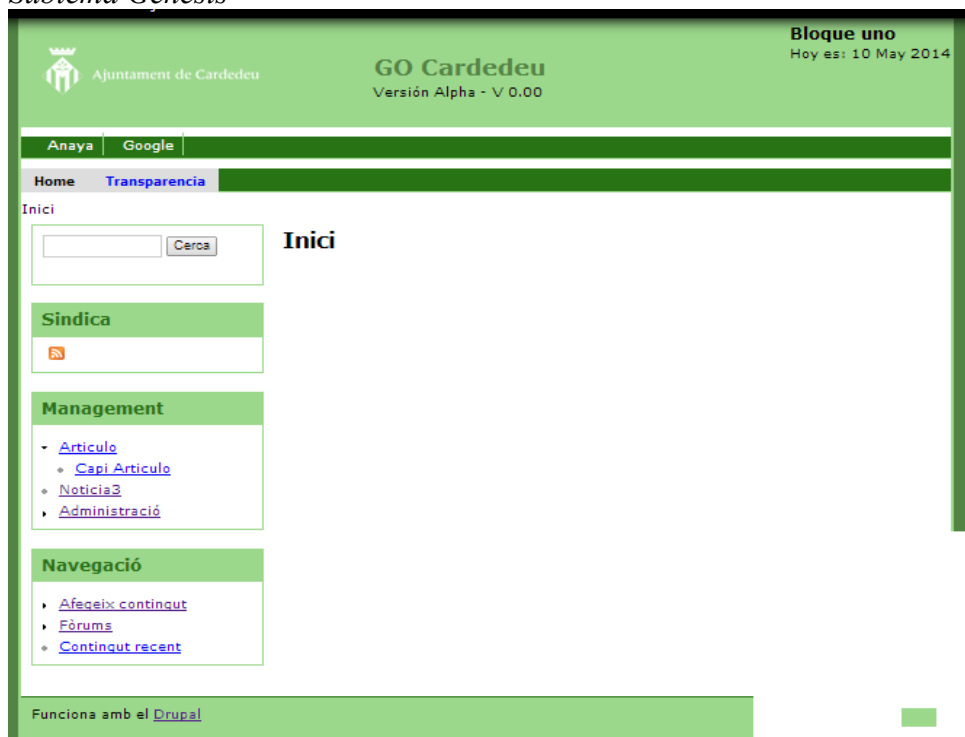 Subtema Genesis
Bloque uno
Hoy es: 10 May 2014
Ajuntament de Cardedeu
GO Cardedeu
Versión Alpha - V 0.00
Anaya Google
Home Transparencia
Inici
Cerca
Inici
Sindica
Management
Articulo
Capi Articulo
Noticia3
Administració
Navegació
Afegeix contingut
Fòrums
Contingut recent
Funciona amb el Drupal